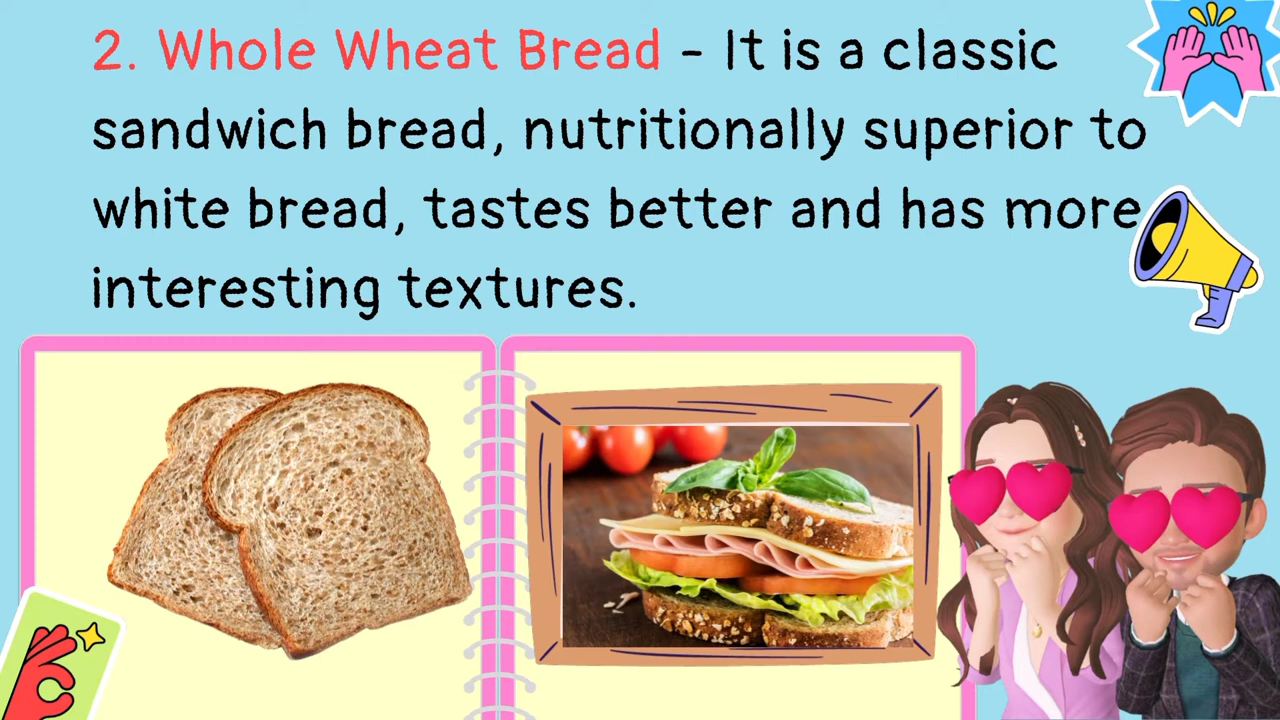 2. Whole Wheat Bread - It is a classic
sandwich bread, nutritionally superior to
white bread, tastes better and has more
interesting textures.